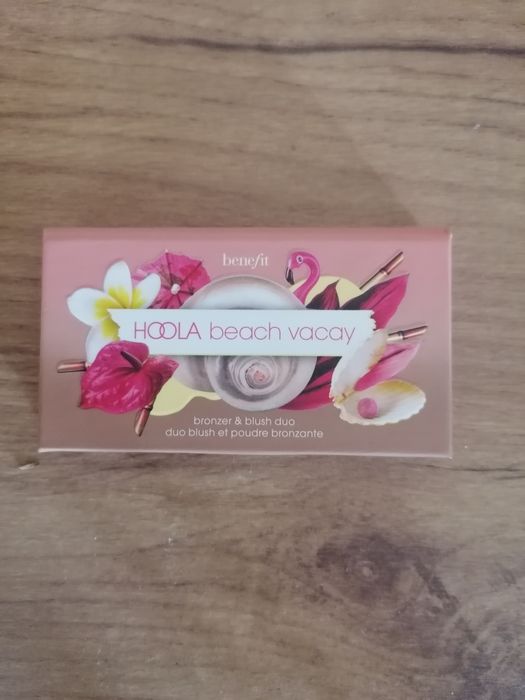 benefit
HOOLA beach vacay
bronzer & blush duo
duo blush et poudre bronzante